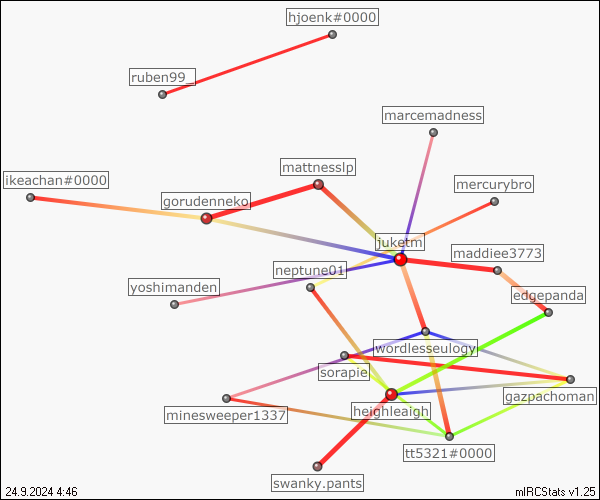 hjoenk#0000
ruben99_
marcemadness
mattnesslp
ikeachan#0000
mercurybro
gorudenneko
juketm
maddiee3773
neptune01
yoshimanden
edgepanda
wordlesseulogy
sorapie
gazpachoman
heighleaigh
minesweeper1337
tt5321#0000
swanky.pants
24.9.2024 4:46
mIRCStats v1.25